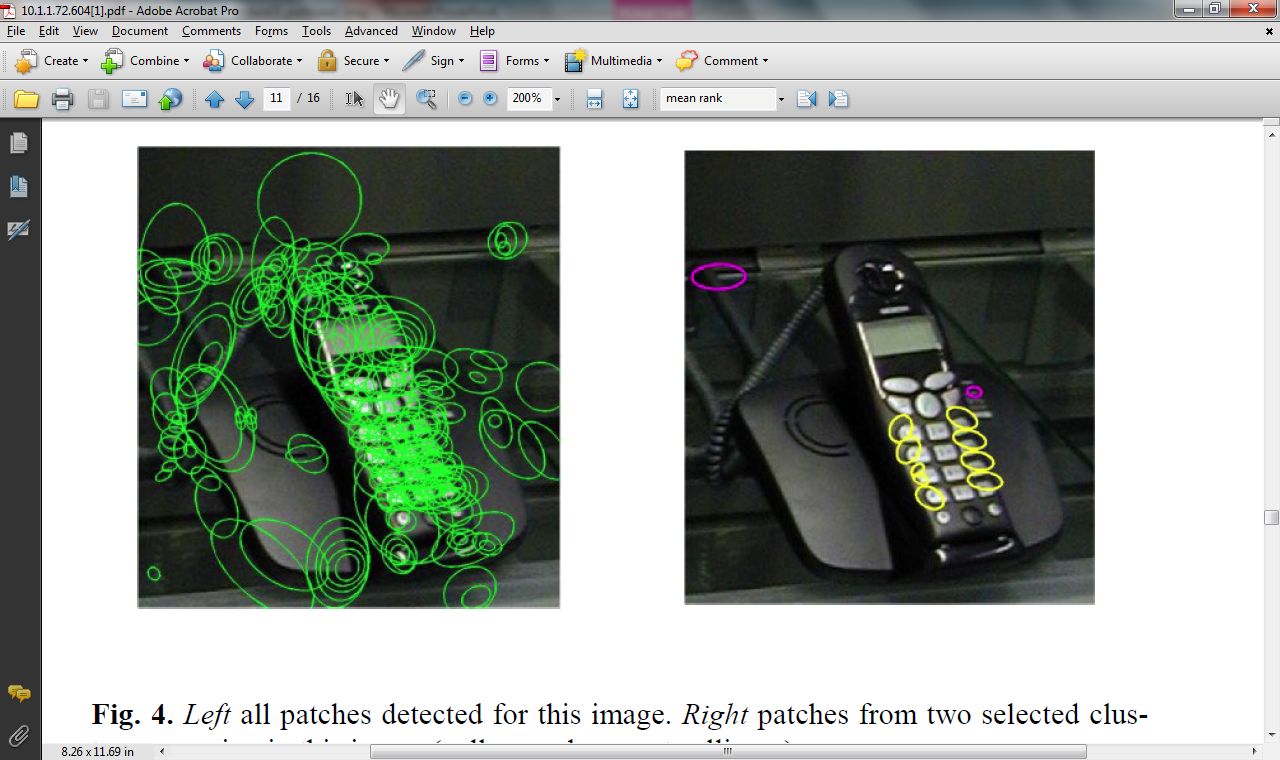 10.1.1.72.604[1].pdf - Adobe Acrobat Pro
File Edit View Document Comments Forms Tools Advanced Window Help
Create Combine Collaborate Secure Sign Forms Multimedia Comment
11 / 16 200% mean rank
Fig. 4. Left all patches detected for this image. Right patches from two selected clus-
8.26 x 11.69 in